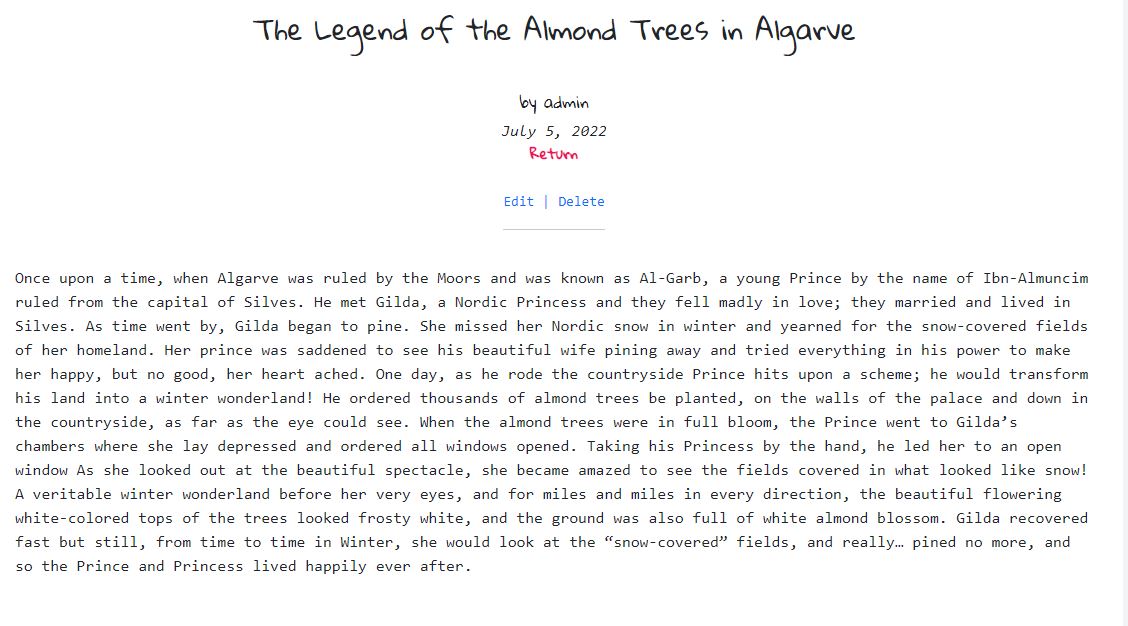 The Legend of the Almond Trees in Algarve
by admin
July 5, 2022
Return
Edit | Delete
Once upon a time, when Algarve was ruled by the Moors and was known as Al-Garb, a young Prince by the name of Ibn-Almuncim
ruled from the capital of Silves. He met Gilda, a Nordic Princess and they fell madly in love; they married and lived in
Silves. As time went by, Gilda began to pine. She missed her Nordic snow in winter and yearned for the snow-covered fields
of her homeland. Her prince was saddened to see his beautiful wife pining away and tried everything in his power to make
her happy, but no good, her heart ached. One day, as he rode the countryside Prince hits upon a scheme; he would transform
his land into a winter wonderland! He ordered thousands of almond trees be planted, on the walls of the palace and down in
the countryside, as far as the eye could see. When the almond trees were in full bloom, the Prince went to Gilda’s
chambers where she lay depressed and ordered all windows opened. Taking his Princess by the hand, he led her to an open
window As she looked out at the beautiful spectacle, she became amazed to see the fields covered in what looked like snow!
A veritable winter wonderland before her very eyes, and for miles and miles in every direction, the beautiful flowering
white-colored tops of the trees looked frosty white, and the ground was also full of white almond blossom. Gilda recovered
fast but still, from time to time in Winter, she would look at the “snow-covered” fields, and really… pined no more, and
so the Prince and Princess lived happily ever after.